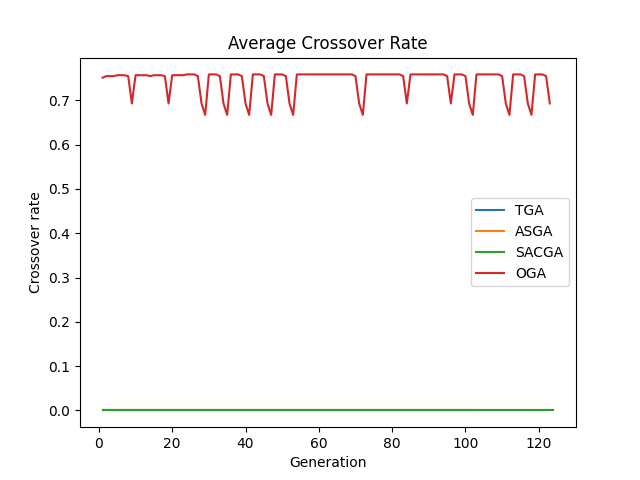 Average Crossover Rate
Crossover rate
0.7
0.6
0.5
0.4
0.3
0.2
0.1
0.0
TGA
ASGA
SACGA
OGA
0 20 40 60 80 100 120
Generation